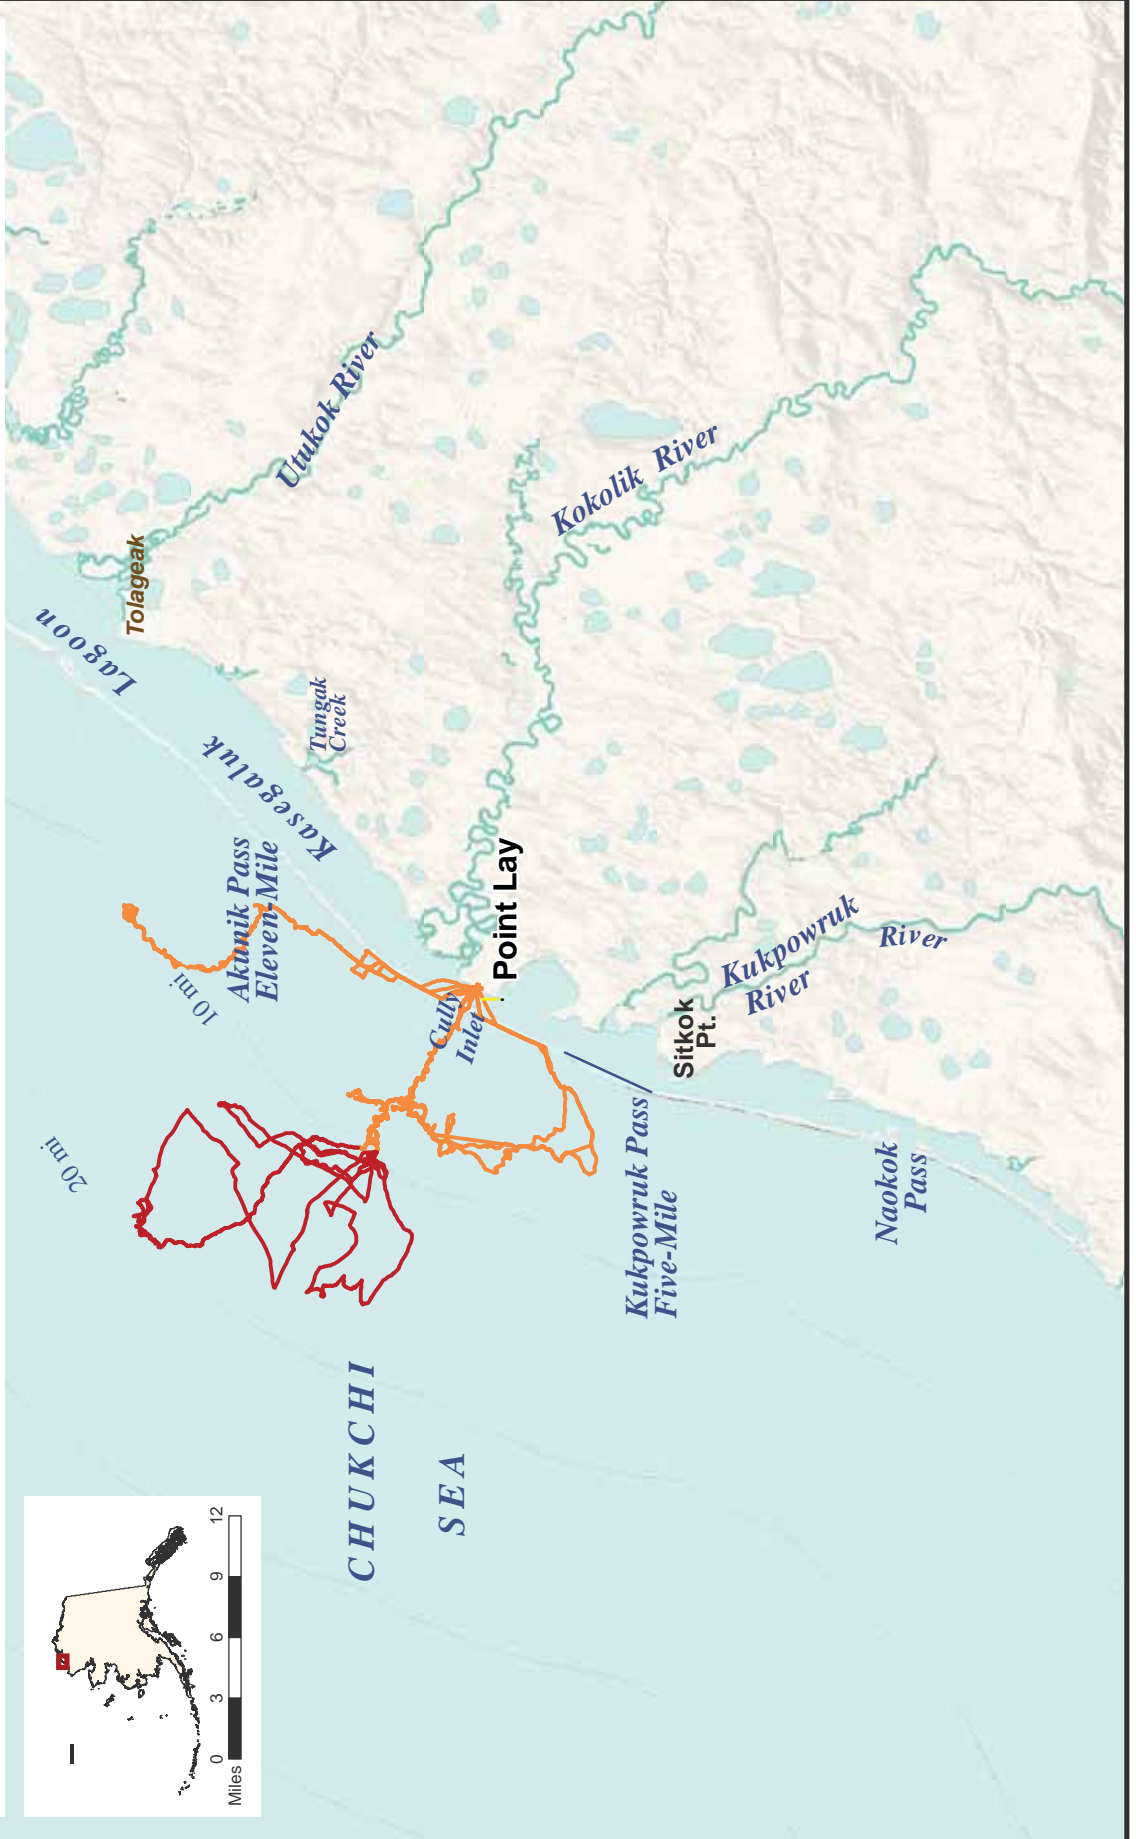 20 mi
10 mi
Akunik Pass
Eleven-Mile
Kasegaluk
Lagoon
Tolageak
Utukok River
Tungak
Creek
Kokolik River
Point Lay
Cully
Inlet
CHUKCHI
SEA
Kukpowruk Pass
Five-Mile
Sitkok
Pt.
Kukpowruk
River
River
Naokok
Pass
Miles
0 3 6 9 12